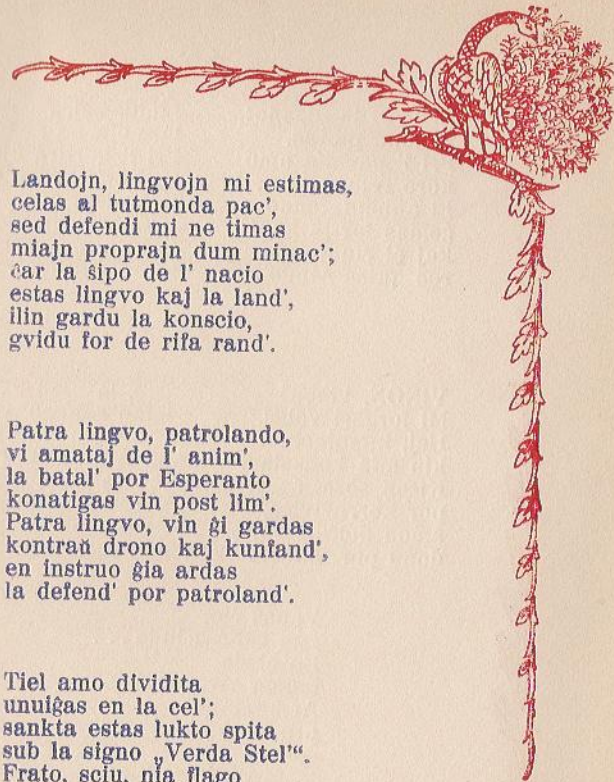 Landojn, lingvojn mi estimas,
celas al tutmonda pac',
sed defendi mi ne timas
miajn proprajn dum minac';
ĉar la ŝipo de l' nacio
estas lingvo kaj la land',
ilin gardu la konscio,
gvidu for de rifa rand'.
Patra lingvo, patrolando,
vi amataj de l' anim',
la batal' por Esperanto
konatigas vin post lim'.
Patra lingvo, vin ĝi gardas
kontraŭ drono kaj kunfand',
en instruo ĝia ardas
la defend' por patroland'.
Tiel amo dividita
unuiĝas en la cel';
sankta estas lukto spita
sub la signo „Verda Stel'“.
Frato, sciu, nia flago